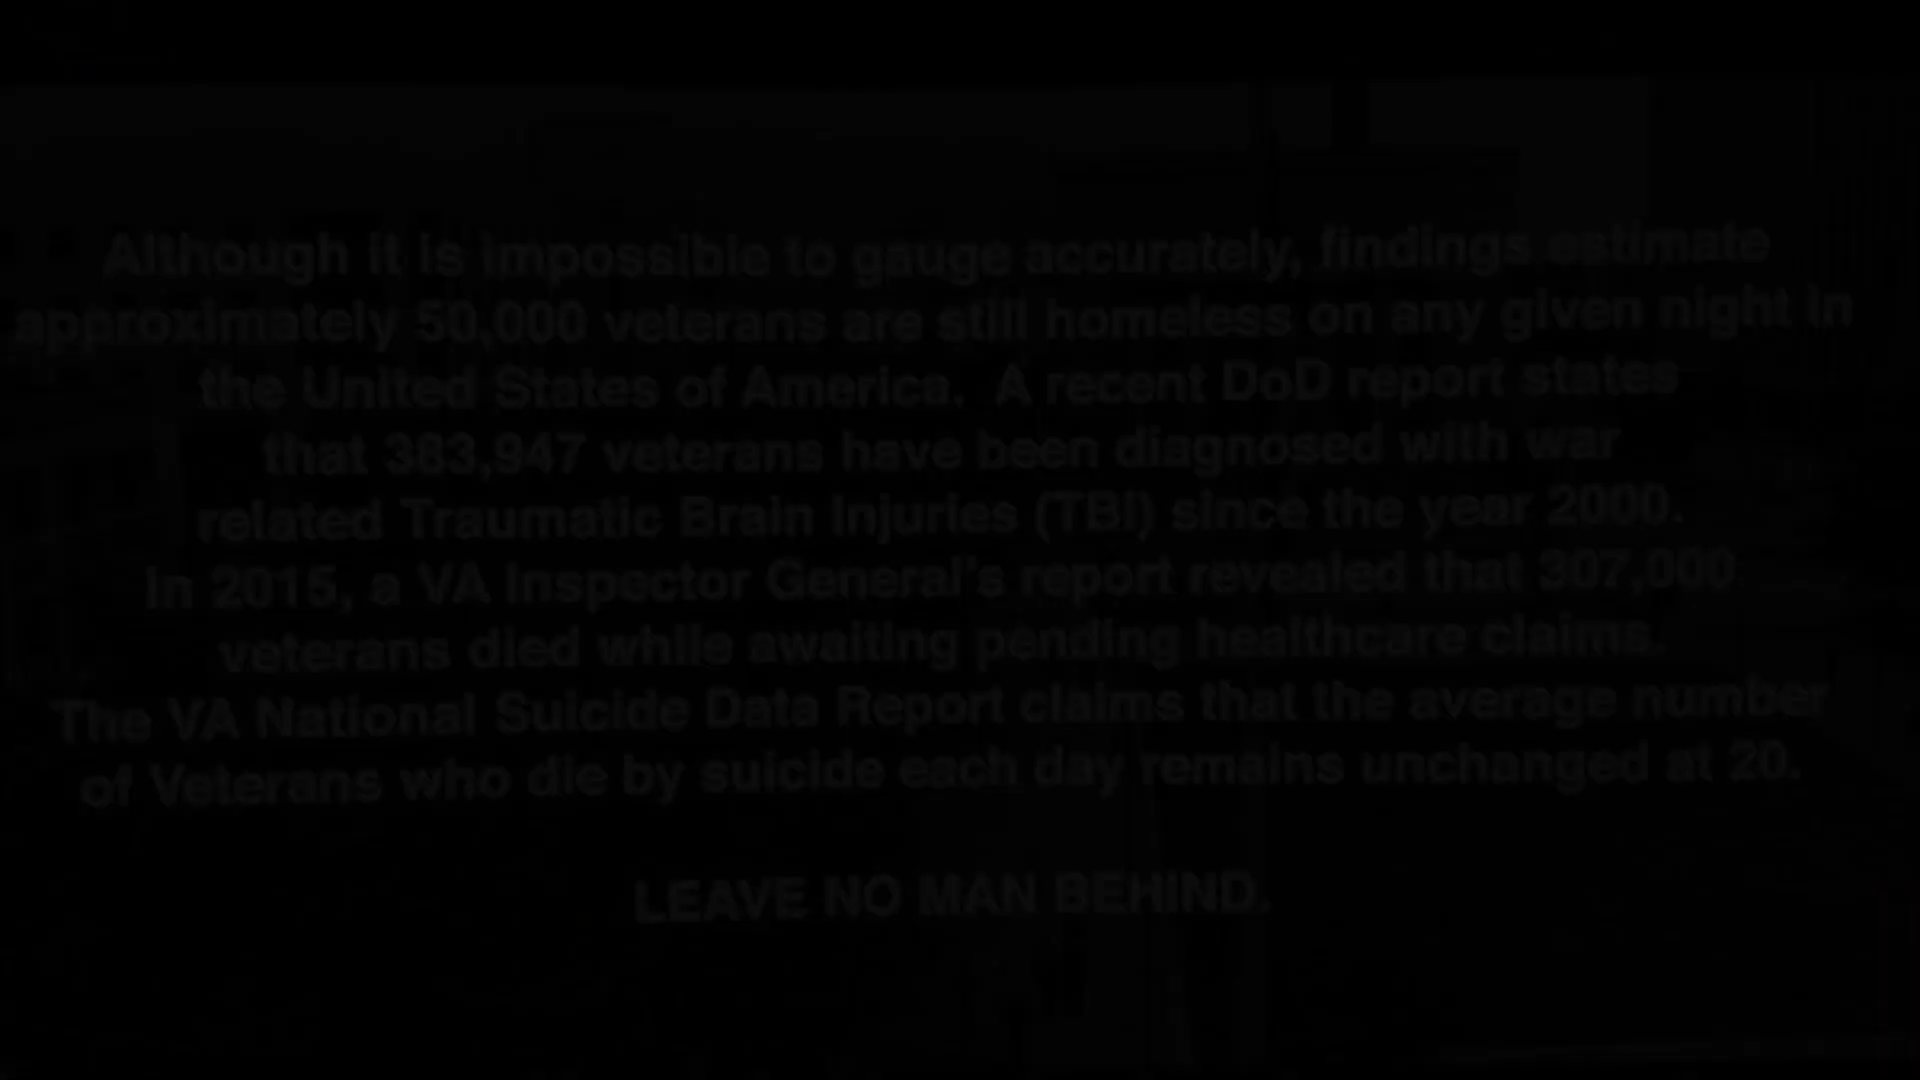 Although it is impossible to gauge accurately, findings estimate
approximately 50,000 veterans are still homeless on any given night in
the United States of America. A recent DoD report states
that 383,947 veterans have been diagnosed with war
related Traumatic Brain Injuries (TBI) since the year 2000.
In 2015, a VA Inspector General's report revealed that 307,000
veterans died while awaiting pending healthcare claims.
The VA National Suicide Data Report claims that the average number
of Veterans who die by suicide each day remains unchanged at 20.
LEAVE NO MAN BEHIND.